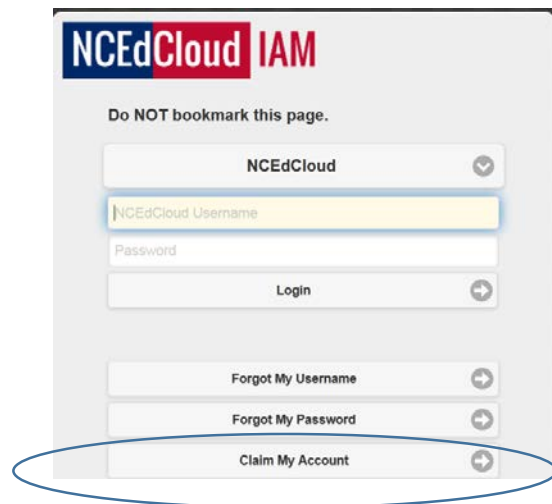 NCEdCloud IAM
Do NOT bookmark this page.
NCEdCloud
NCEdCloud Username
Password
Login
Forgot My Username
Forgot My Password
Claim My Account